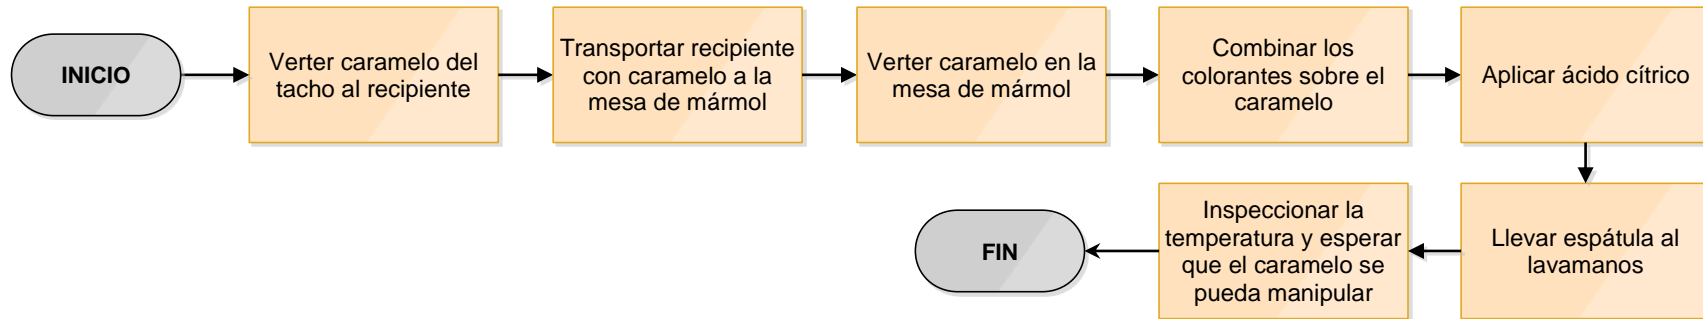 INICIO
Verter caramelo del
tacho al recipiente
Transportar recipiente
con caramelo a la
mesa de mármol
Verter caramelo en la
mesa de mármol
Combinar los
colorantes sobre el
caramelo
Aplicar ácido cítrico
Llevar espátula al
lavamanos
Inspeccionar la
temperatura y esperar
que el caramelo se
pueda manipular
FIN